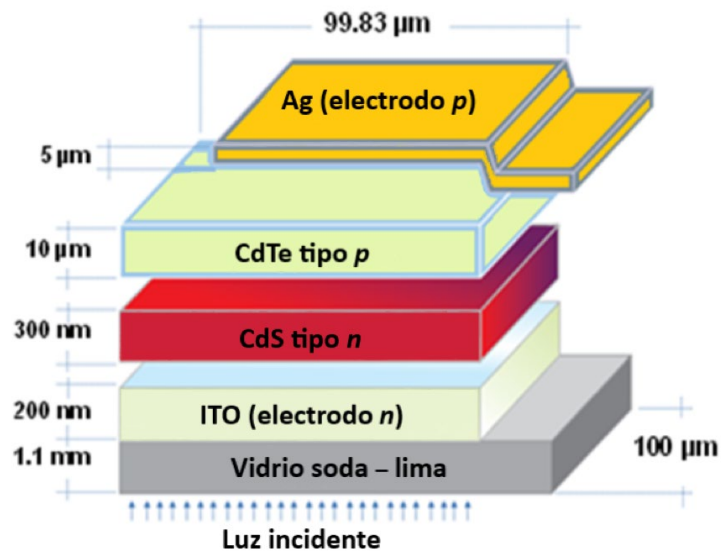 99.83 µm
Ag (electrodo p)
5 µm
10 µm
CdTe tipo p
300 nm
CdS tipo n
200 nm
ITO (electrodo n)
1.1 mm
100 µm
Vidrio soda – lima
Luz incidente